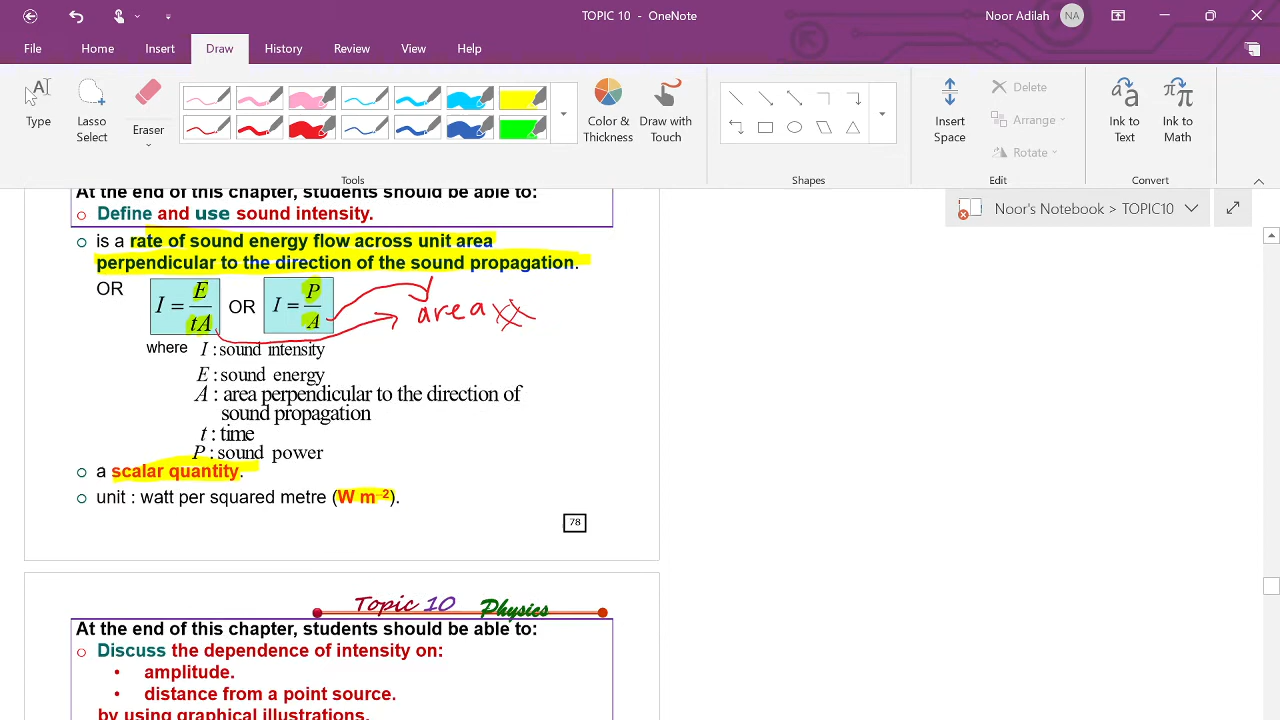 TOPIC 10 - OneNote
Noor Adilah NA
File Home Insert Draw History Review View Help
Type
Lasso Select
Eraser
Color & Thickness
Draw with Touch
Insert Space
Delete
Arrange
Rotate
Ink to Text
Ink to Math
Tools
Shapes
Edit
Convert
Noor's Notebook > TOPIC10
At the end of this chapter, students should be able to:
Define and use sound intensity.
is a rate of sound energy flow across unit area
perpendicular to the direction of the sound propagation.
OR I = E/tA OR I = P/A area
where I : sound intensity
E : sound energy
A : area perpendicular to the direction of
sound propagation
t : time
P : sound power
a scalar quantity.
unit : watt per squared metre (W m⁻²).
78
Topic 10 Physics
At the end of this chapter, students should be able to:
Discuss the dependence of intensity on:
• amplitude.
• distance from a point source.
by using graphical illustrations.